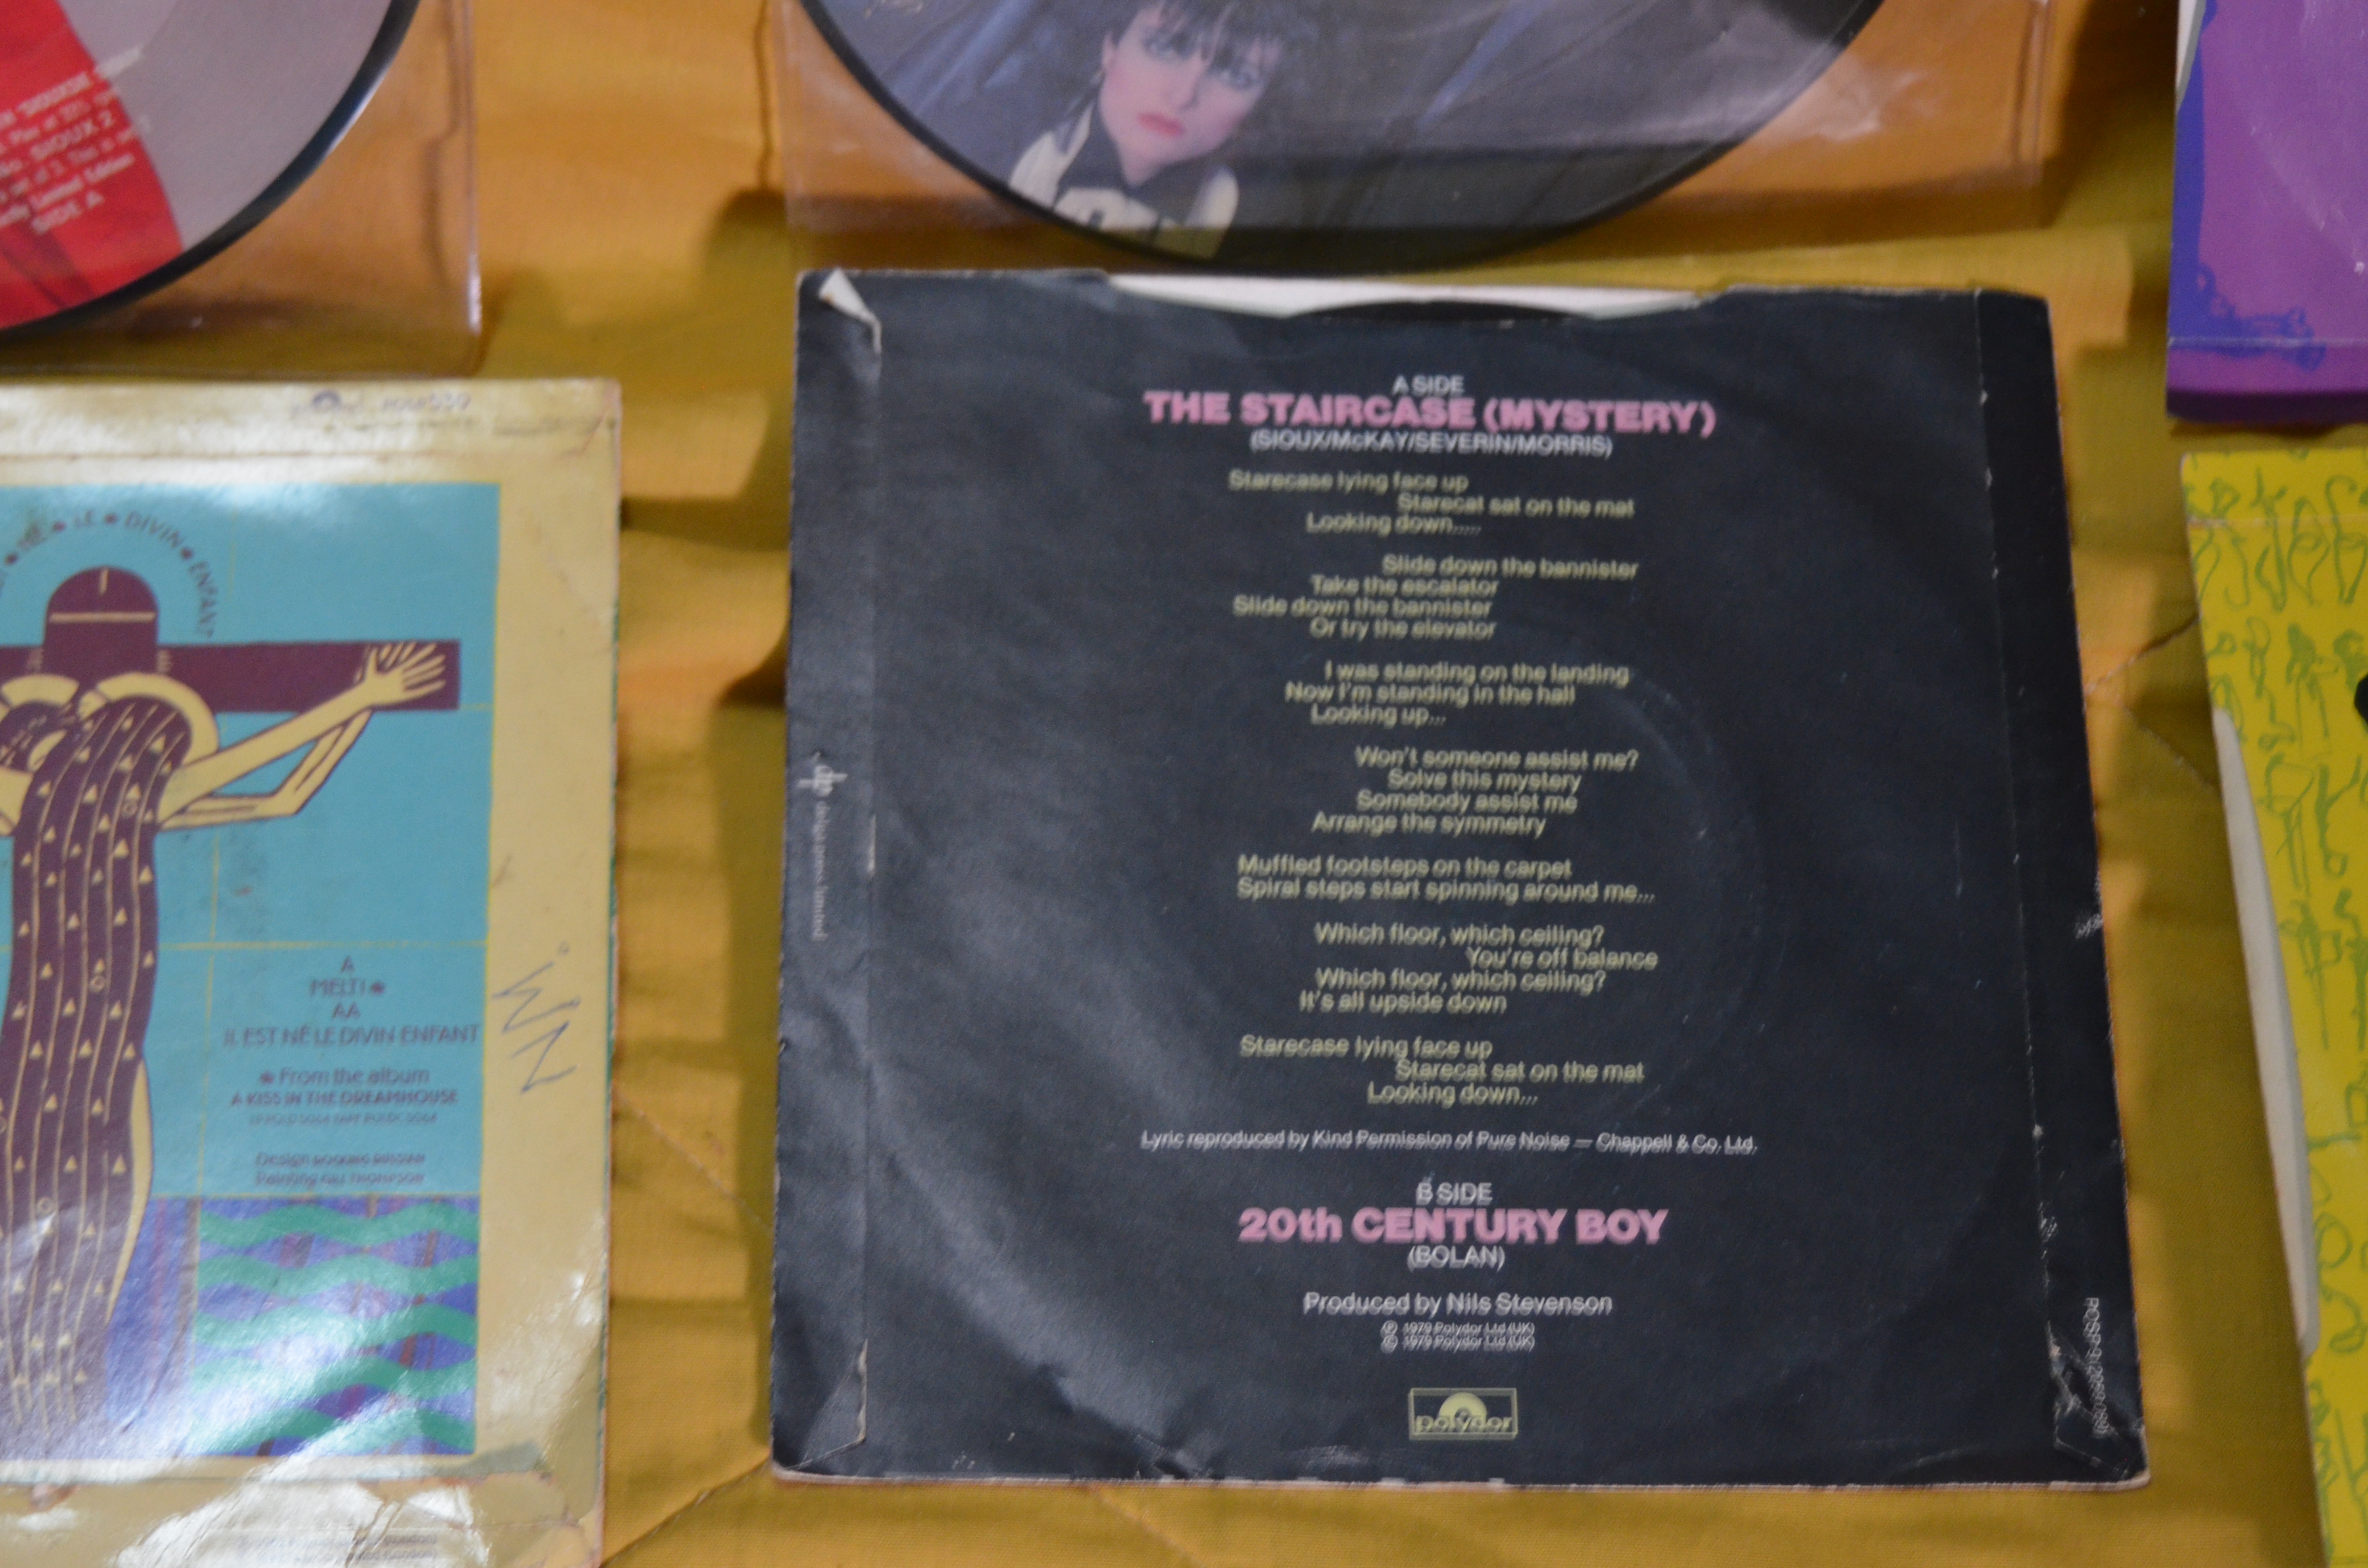 SIOUX 2
SIDE A
LE ★ DIVIN ★ ENFANT
A
MELT! ★
AA
IL EST NÉ LE DIVIN ENFANT
★ From the album
A KISS IN THE DREAMHOUSE
A SIDE
THE STAIRCASE (MYSTERY)
(SIOUX/McKAY/SEVERIN/MORRIS)
Starecase lying face up
Starecat sat on the mat
Looking down.....
Slide down the bannister
Take the escalator
Slide down the bannister
Or try the elevator
I was standing on the landing
Now I'm standing in the hall
Looking up...
Won't someone assist me?
Solve this mystery
Somebody assist me
Arrange the symmetry
Muffled footsteps on the carpet
Spiral steps start spinning around me...
Which floor, which ceiling?
You're off balance
Which floor, which ceiling?
It's all upside down
Starecase lying face up
Starecat sat on the mat
Looking down...
Lyric reproduced by Kind Permission of Pure Noise — Chappell & Co. Ltd.
B SIDE
20th CENTURY BOY
(BOLAN)
Produced by Nils Stevenson
℗ 1979 Polydor Ltd (UK)
© 1979 Polydor Ltd (UK)
polydor